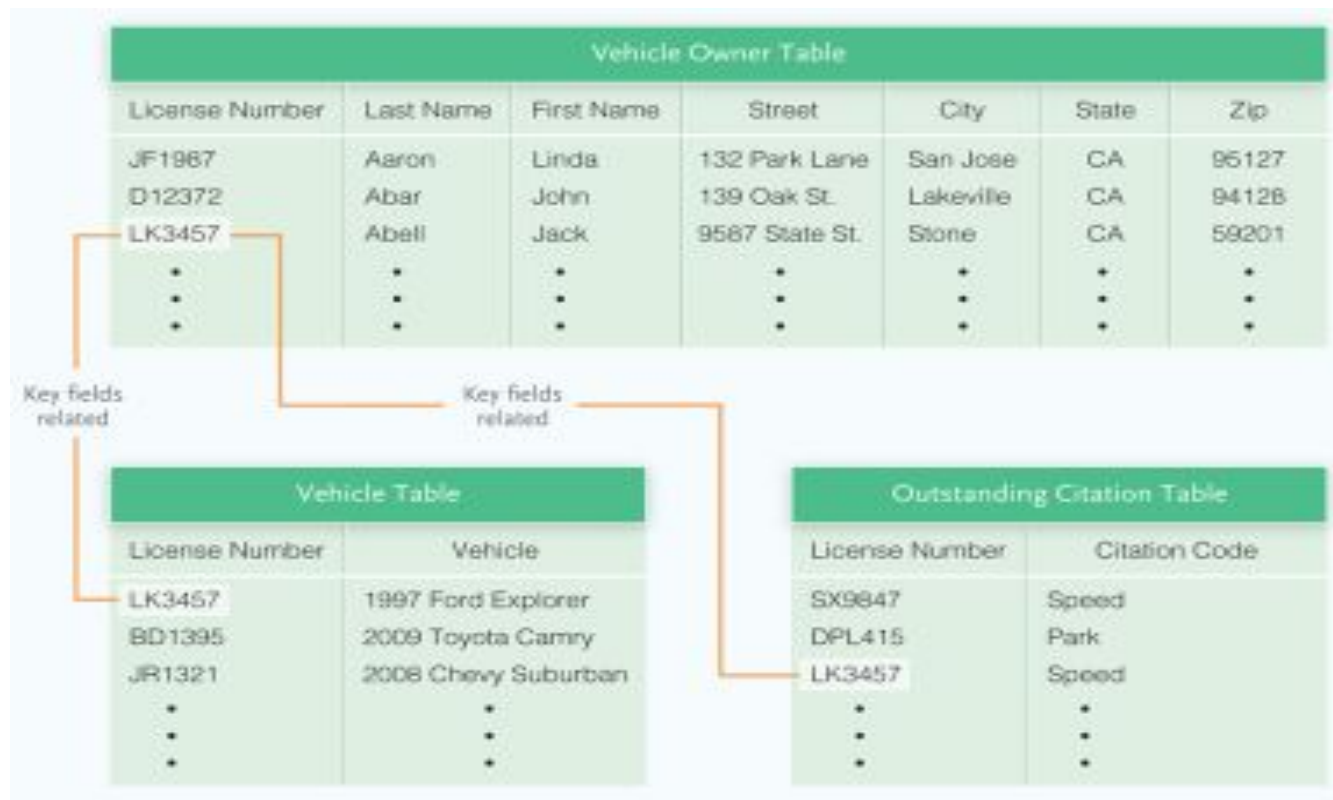 Vehicle Owner Table
License Number Last Name First Name Street City State Zip
JF1967 Aaron Linda 132 Park Lane San Jose CA 95127
D12372 Abar John 139 Oak St. Lakeville CA 94128
LK3457 Abell Jack 9587 State St. Stone CA 59201
Key fields
related
Key fields
related
Vehicle Table
License Number Vehicle
LK3457 1997 Ford Explorer
BD1395 2009 Toyota Camry
JR1321 2008 Chevy Suburban
Outstanding Citation Table
License Number Citation Code
SX9847 Speed
DPL415 Park
LK3457 Speed